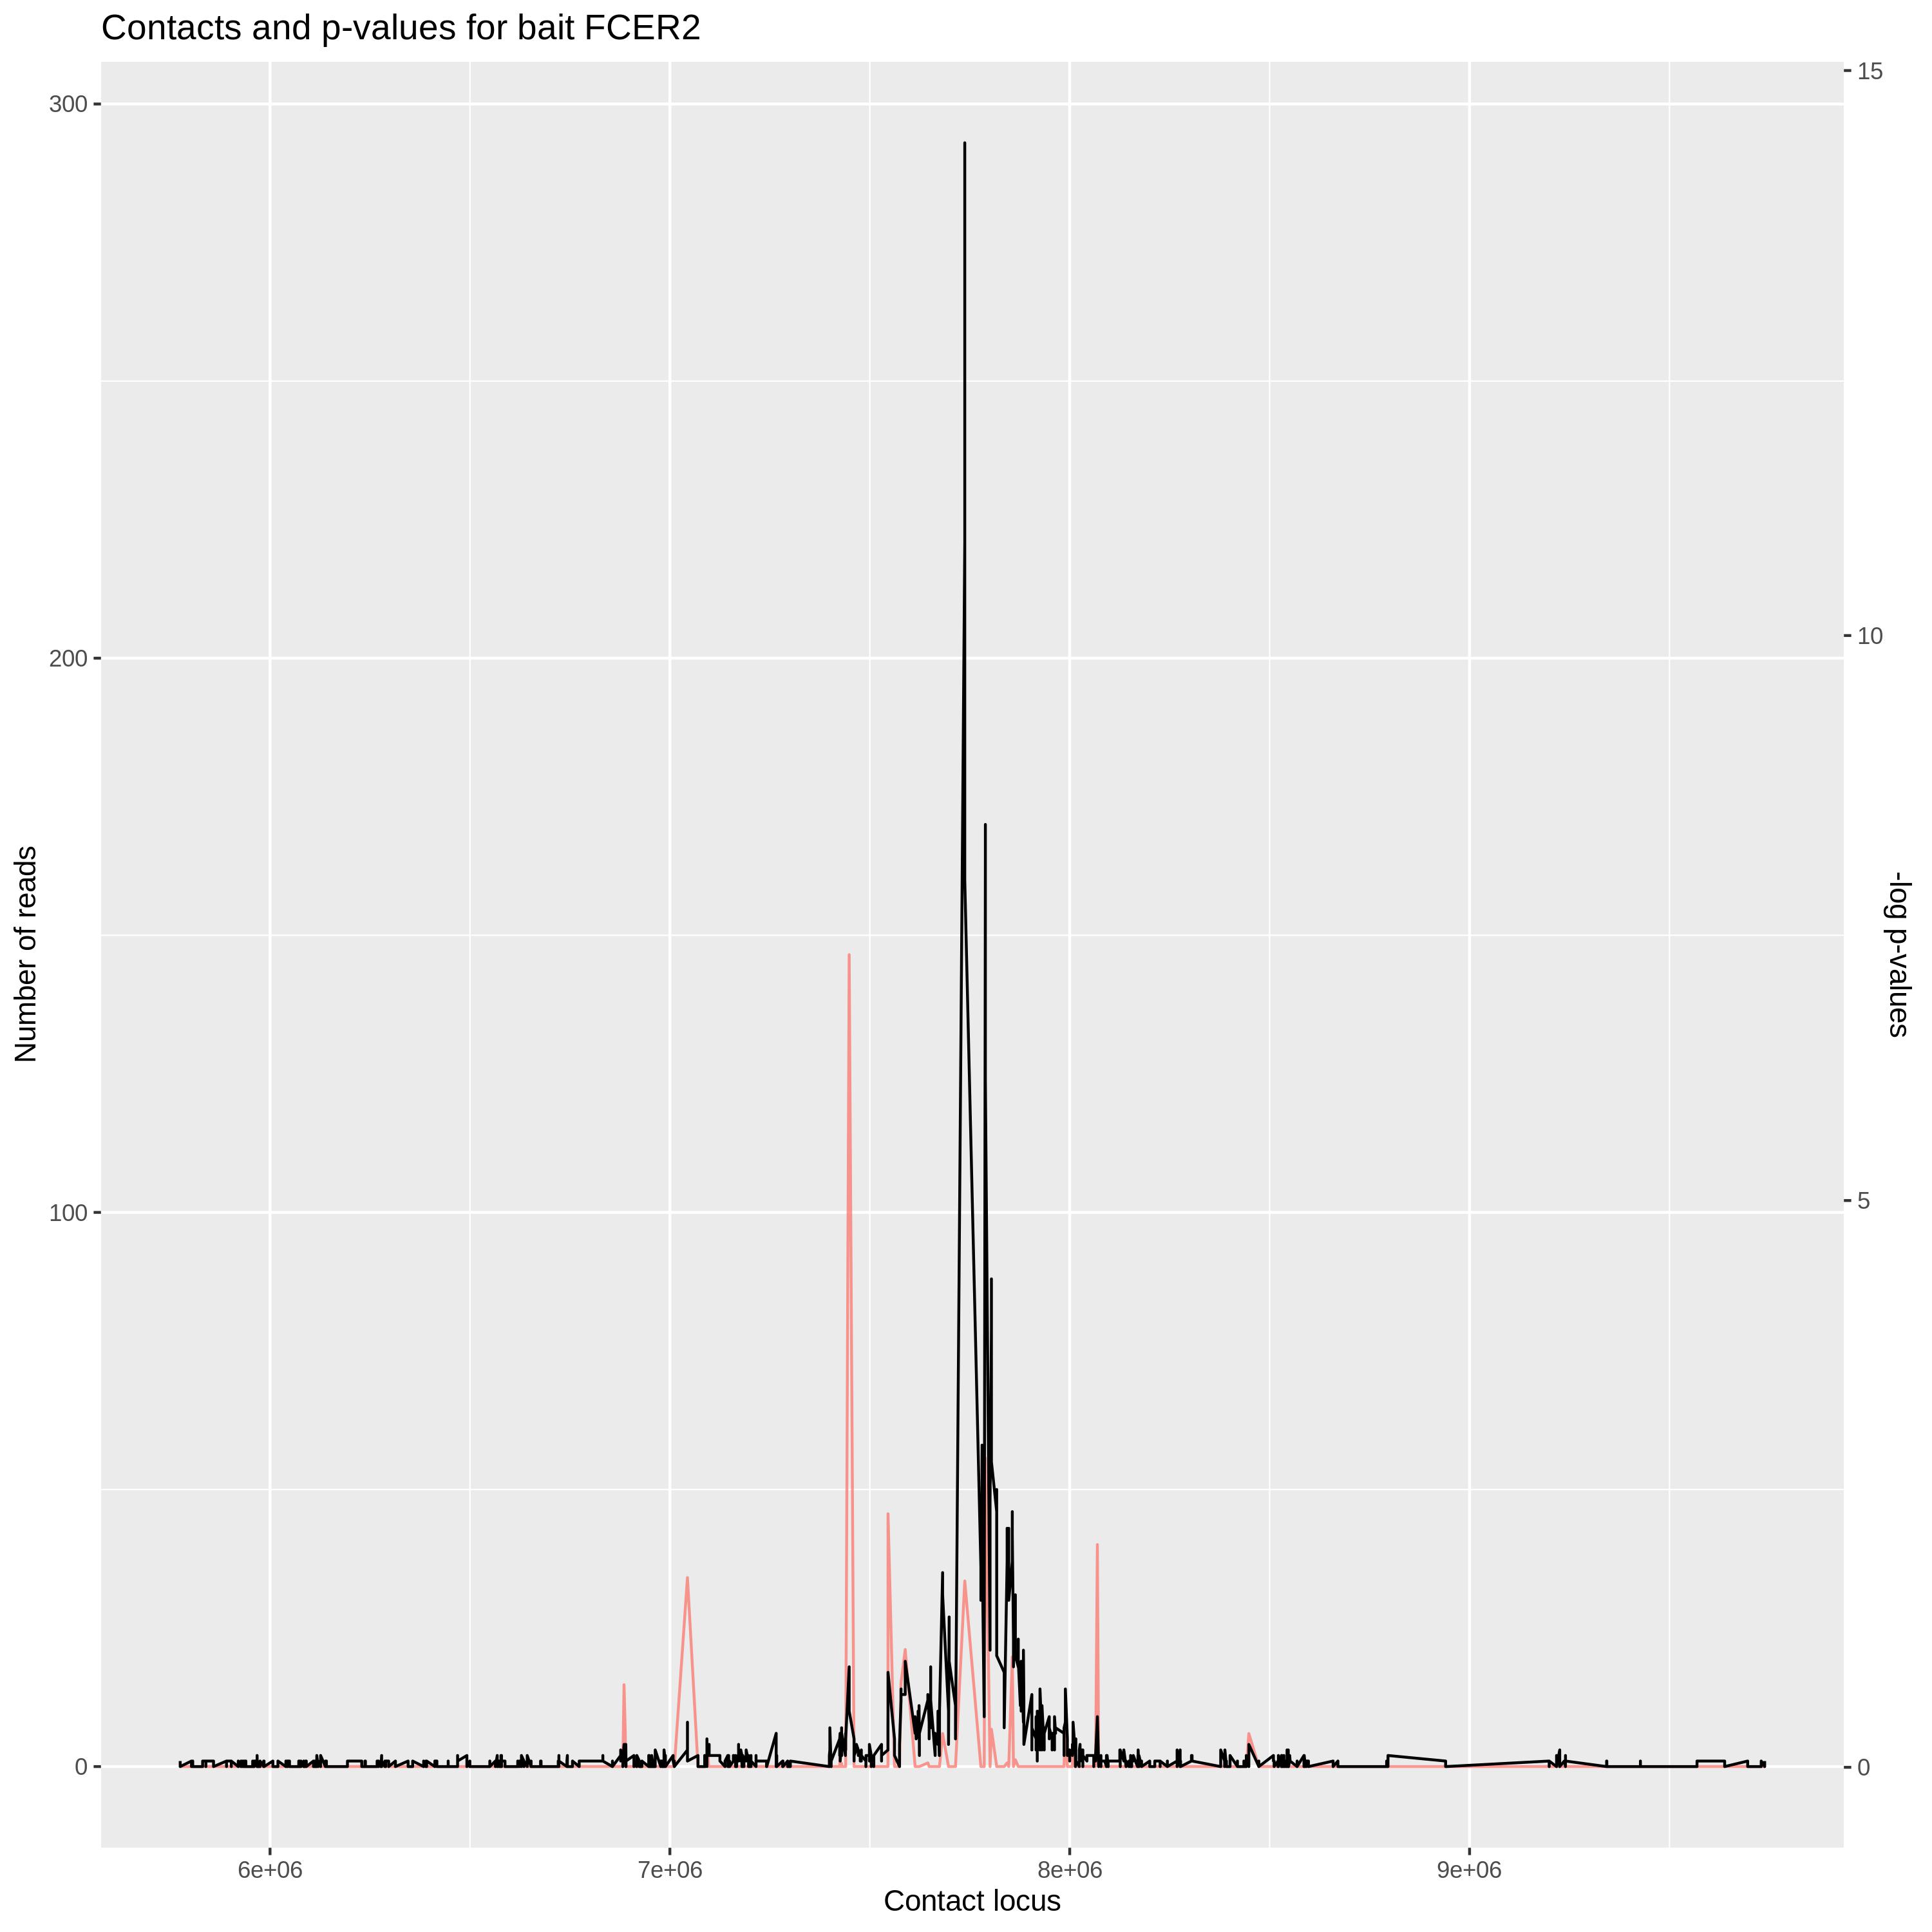 Contacts and p-values for bait FCER2
300
200
100
0
Number of reads
15
10
5
0
-log p-values
6e+06 7e+06 8e+06 9e+06
Contact locus